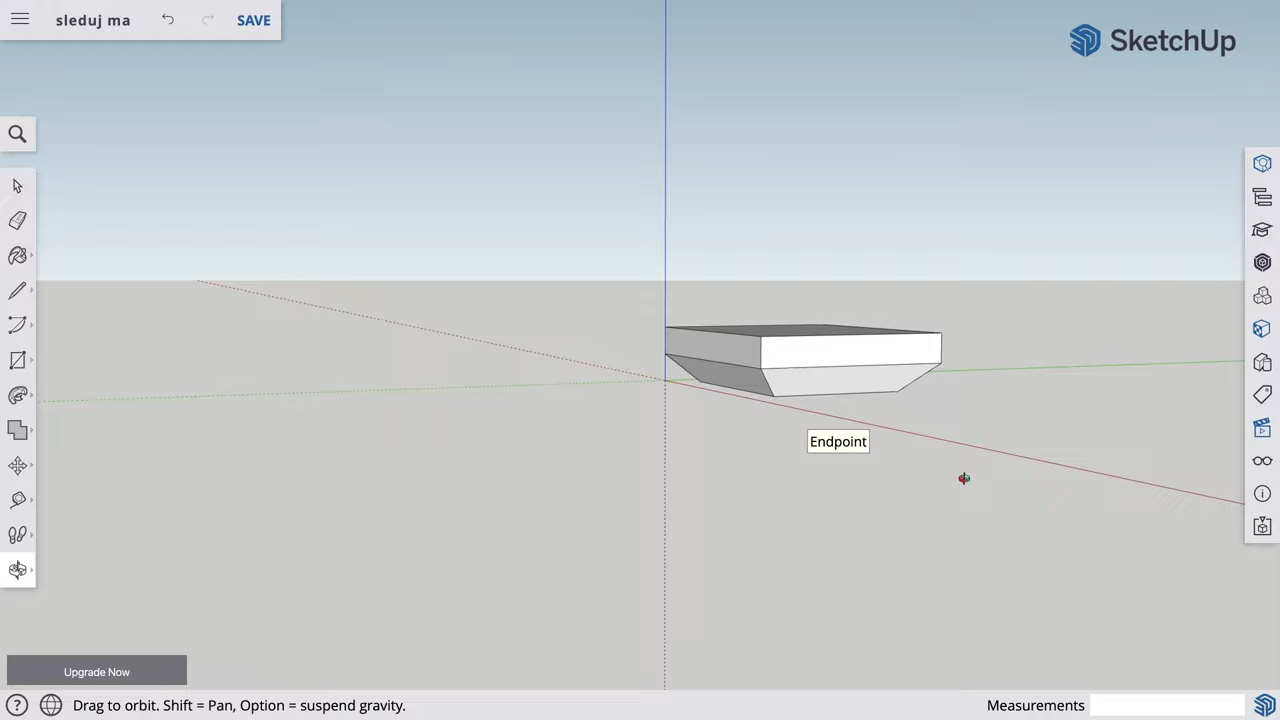 sleduj ma
SAVE
SketchUp
Endpoint
Upgrade Now
Drag to orbit. Shift = Pan, Option = suspend gravity.
Measurements